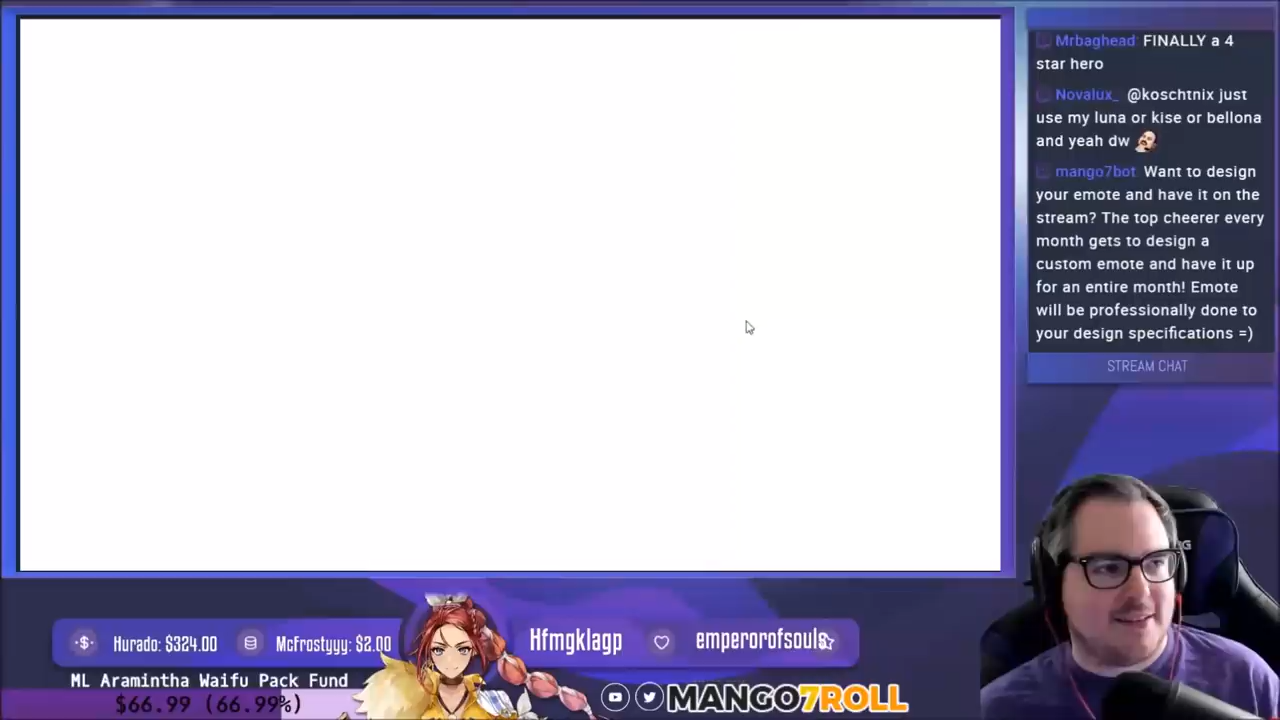 Mrbaghead: FINALLY a 4
star hero
Novalux_ @koschtnix just
use my luna or kise or bellona
and yeah dw
mango7bot: Want to design
your emote and have it on the
stream? The top cheerer every
month gets to design a
custom emote and have it up
for an entire month! Emote
will be professionally done to
your design specifications =)
STREAM CHAT
Hurado: $324.00
McFrostyyy: $2.00
Hfmgklagp
emperorofsouls
ML Aramintha Waifu Pack Fund
$66.99 (66.99%)
MANGO7ROLL